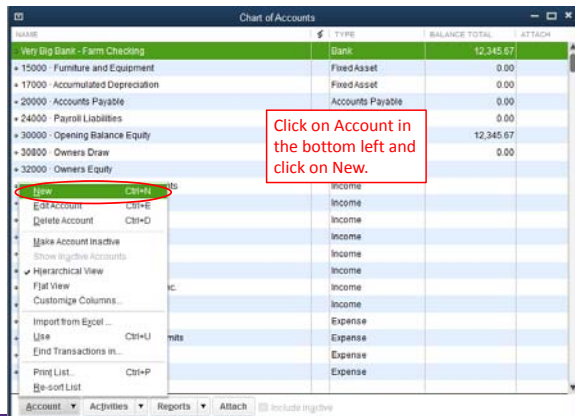 Chart of Accounts
NAME TYPE BALANCE TOTAL ATTACH
Very Big Bank - Farm Checking Bank 12,345.67
15000 · Furniture and Equipment Fixed Asset 0.00
17000 · Accumulated Depreciation Fixed Asset 0.00
20000 · Accounts Payable Accounts Payable 0.00
24000 · Payroll Liabilities 0.00
30000 · Opening Balance Equity 12,345.67
30800 · Owners Draw 0.00
32000 · Owners Equity
Click on Account in
the bottom left and
click on New.
New Ctrl+N nts Income
Edit Account Ctrl+E Income
Delete Account Ctrl+D Income
Income
Make Account Inactive
Show Inactive Accounts Income
Hierarchical View Income
Flat View nc. Income
Customize Columns... Income
Import from Excel... Expense
Use Ctrl+U mits Expense
Find Transactions in... Expense
Print List... Ctrl+P Expense
Re-sort List
Account Activities Reports Attach Include inactive